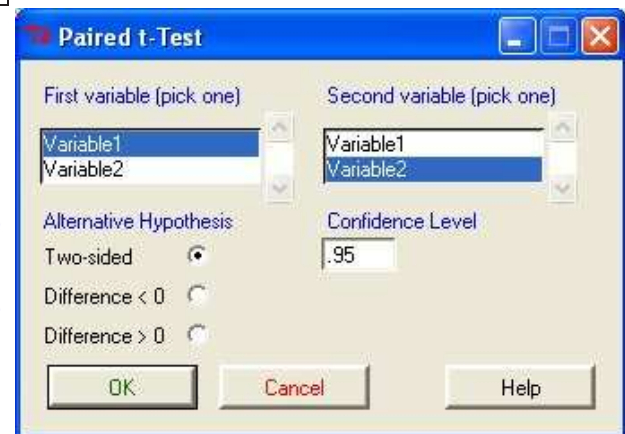 Paired t-Test
First variable (pick one) Second variable (pick one)
Variable1 Variable1
Variable2 Variable2
Alternative Hypothesis Confidence Level
Two-sided .95
Difference < 0
Difference > 0
OK Cancel Help